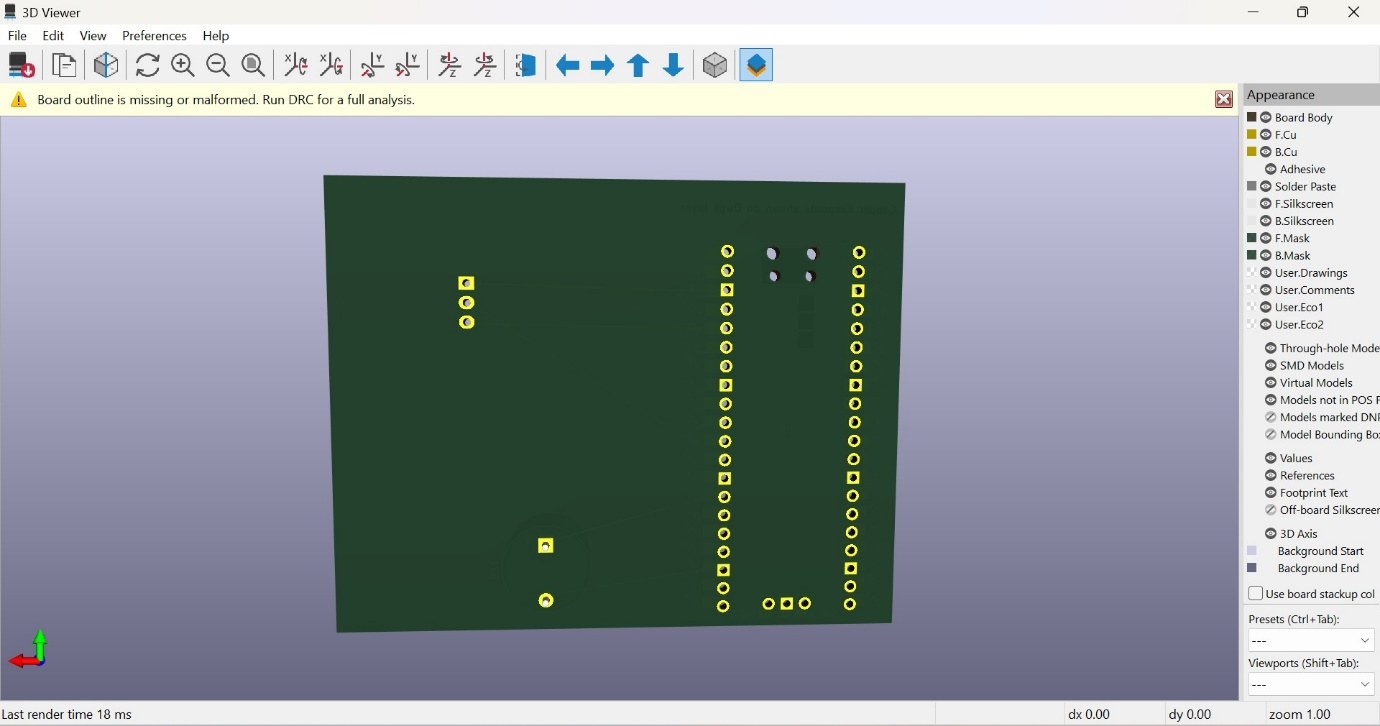 3D Viewer
File Edit View Preferences Help
Board outline is missing or malformed. Run DRC for a full analysis.
Appearance
Board Body
F.Cu
B.Cu
Adhesive
Solder Paste
F.Silkscreen
B.Silkscreen
F.Mask
B.Mask
User.Drawings
User.Comments
User.Eco1
User.Eco2
Through-hole Mode
SMD Models
Virtual Models
Models not in POS F
Models marked DNI
Model Bounding Bo
Values
References
Footprint Text
Off-board Silkscreen
3D Axis
Background Start
Background End
Use board stackup col
Presets (Ctrl+Tab):
---
Viewports (Shift+Tab):
---
X Y Z
Last render time 18 ms dx 0.00 dy 0.00 zoom 1.00